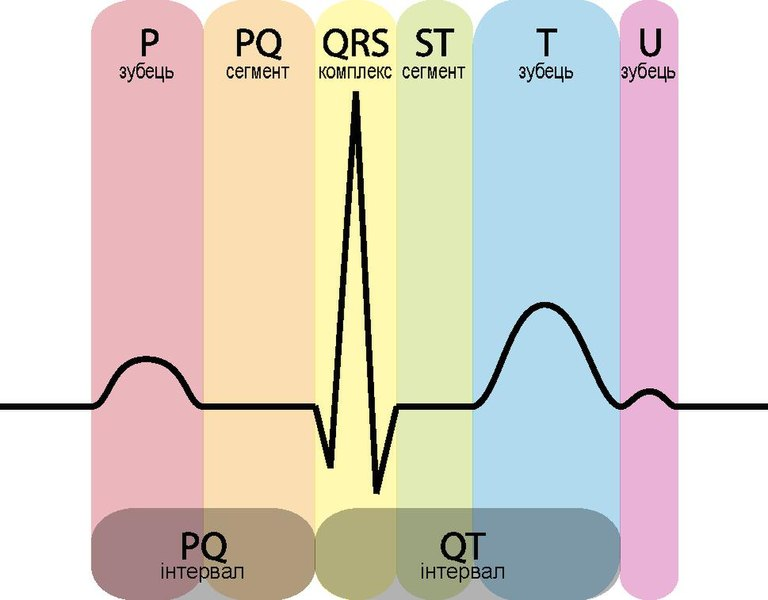 P PQ QRS ST T U
зубець сегмент комплекс сегмент зубець зубець
PQ QT
інтервал інтервал